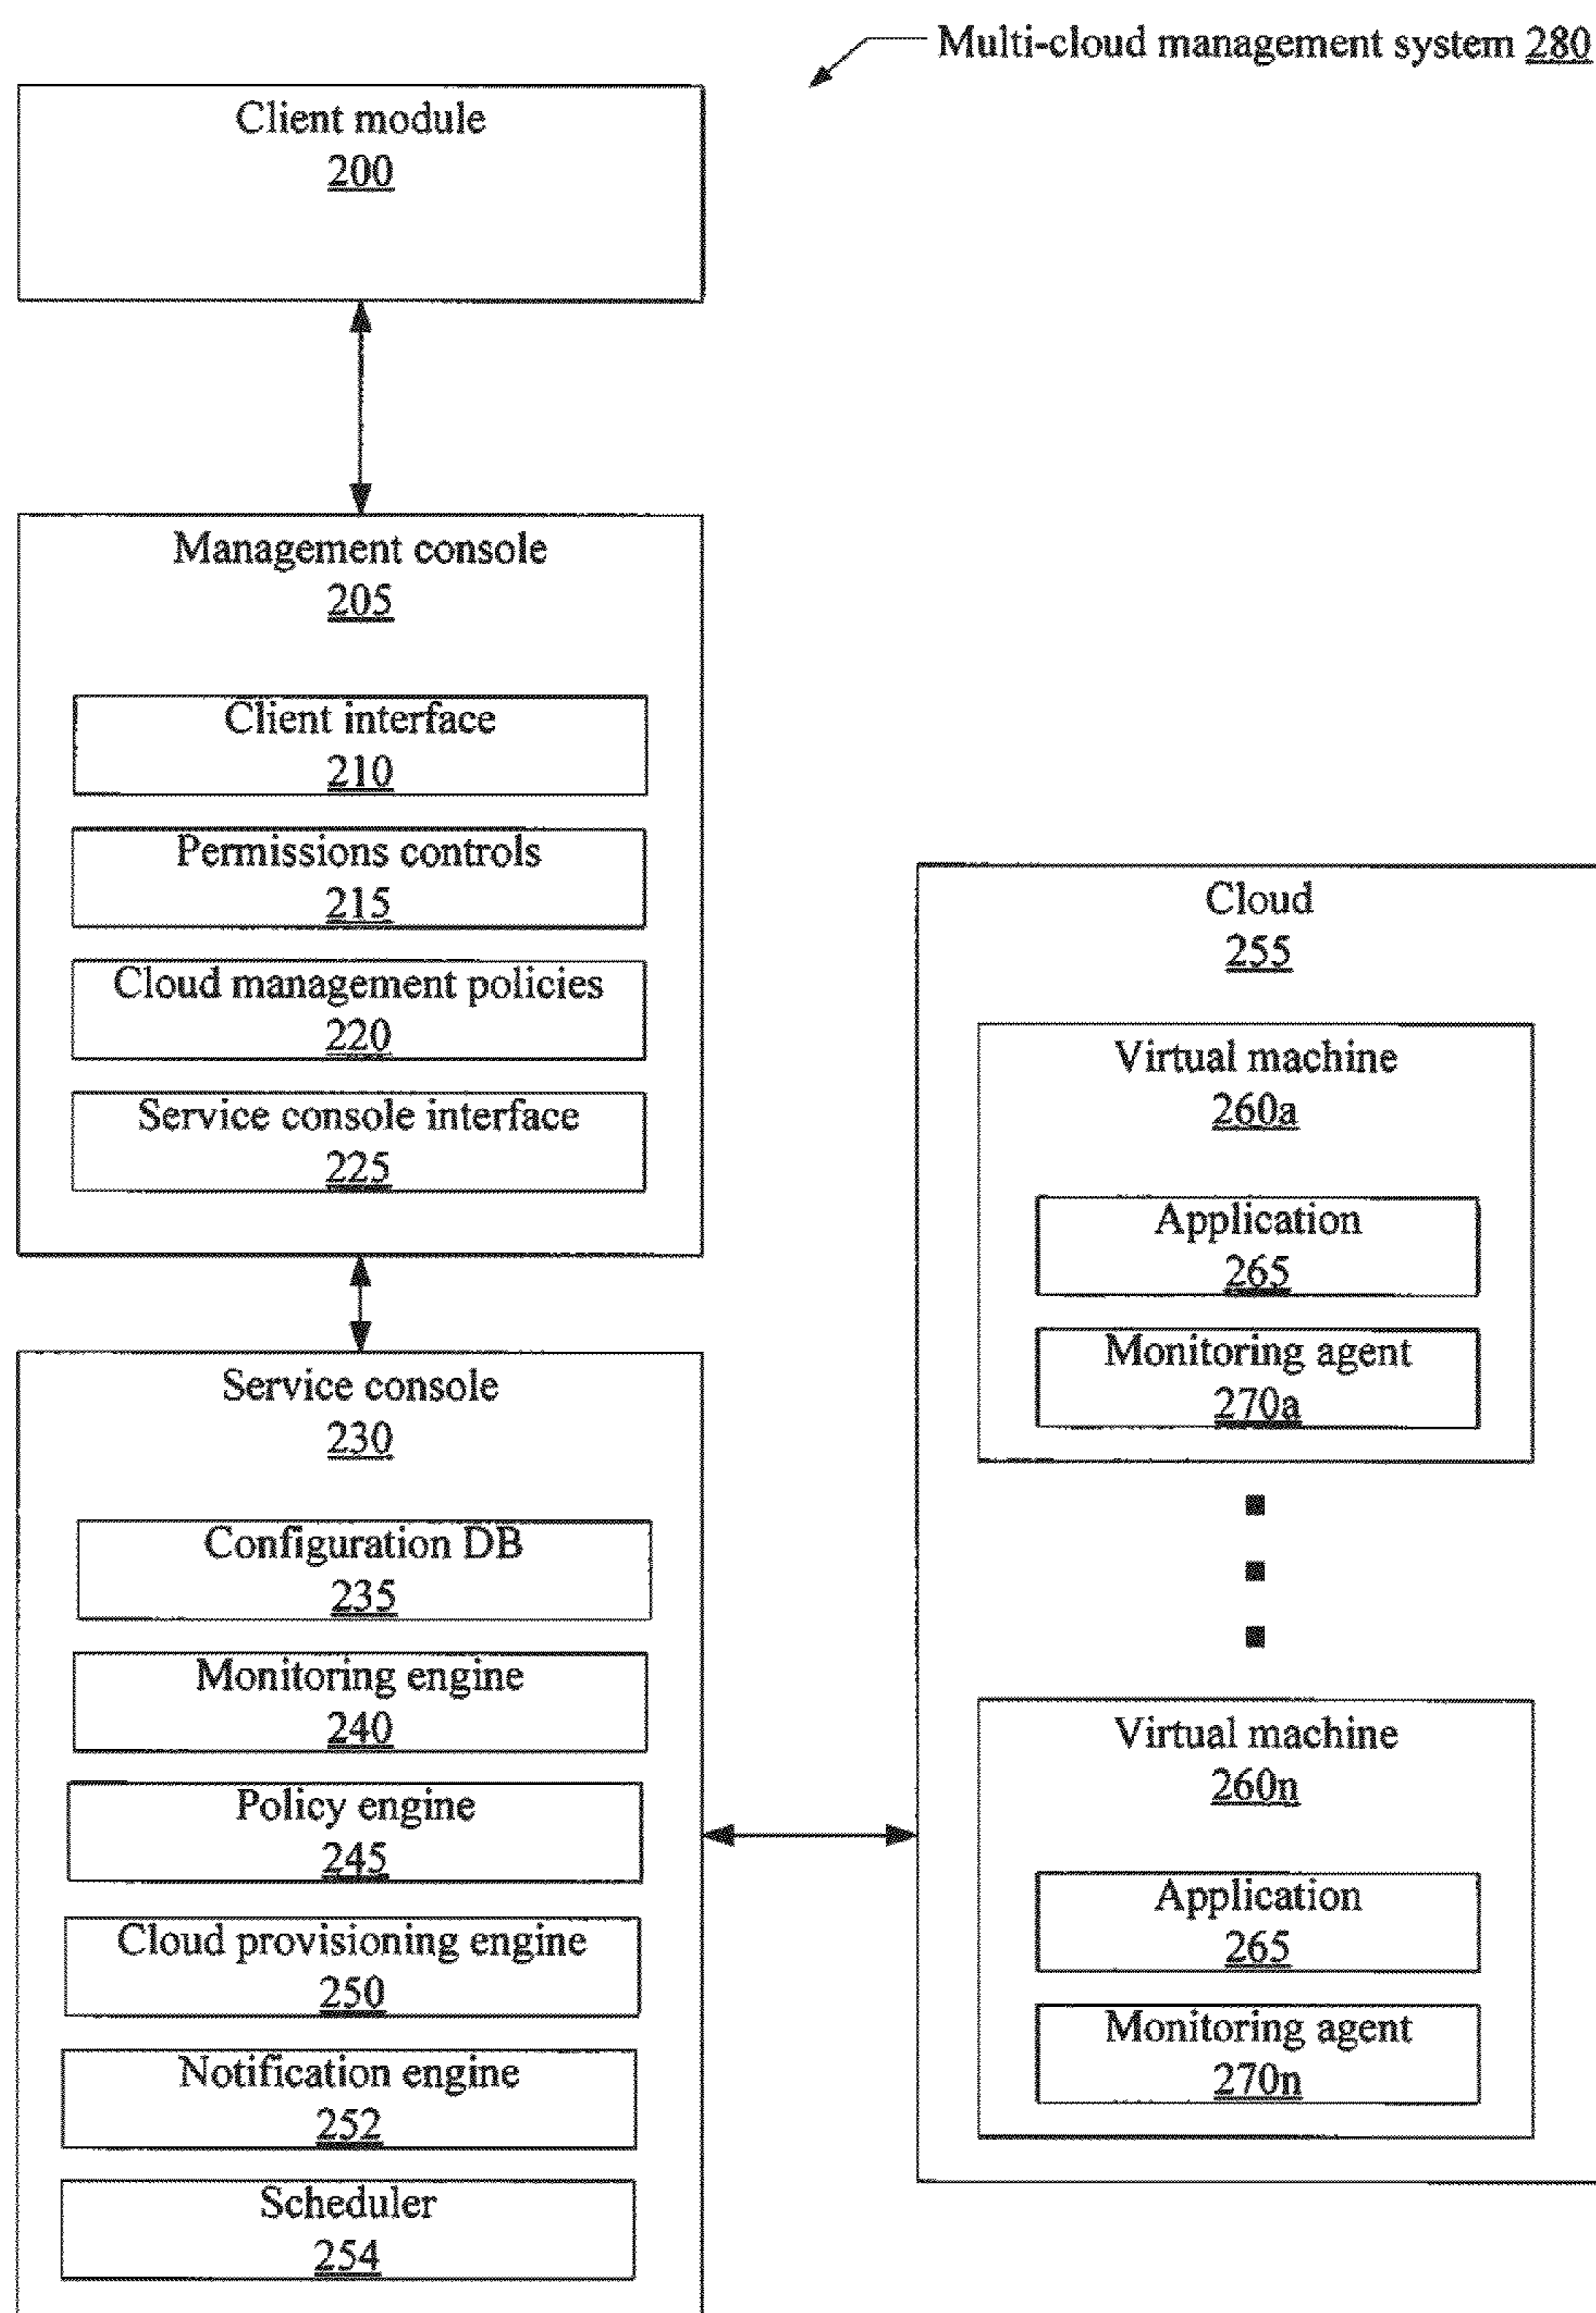 Multi-cloud management system 280
Client module
200
Management console
205
Client interface
210
Permissions controls
215
Cloud management policies
220
Service console interface
225
Service console
230
Configuration DB
235
Monitoring engine
240
Policy engine
245
Cloud provisioning engine
250
Notification engine
252
Scheduler
254
Cloud
255
Virtual machine
260a
Application
265
Monitoring agent
270a
Virtual machine
260n
Application
265
Monitoring agent
270n